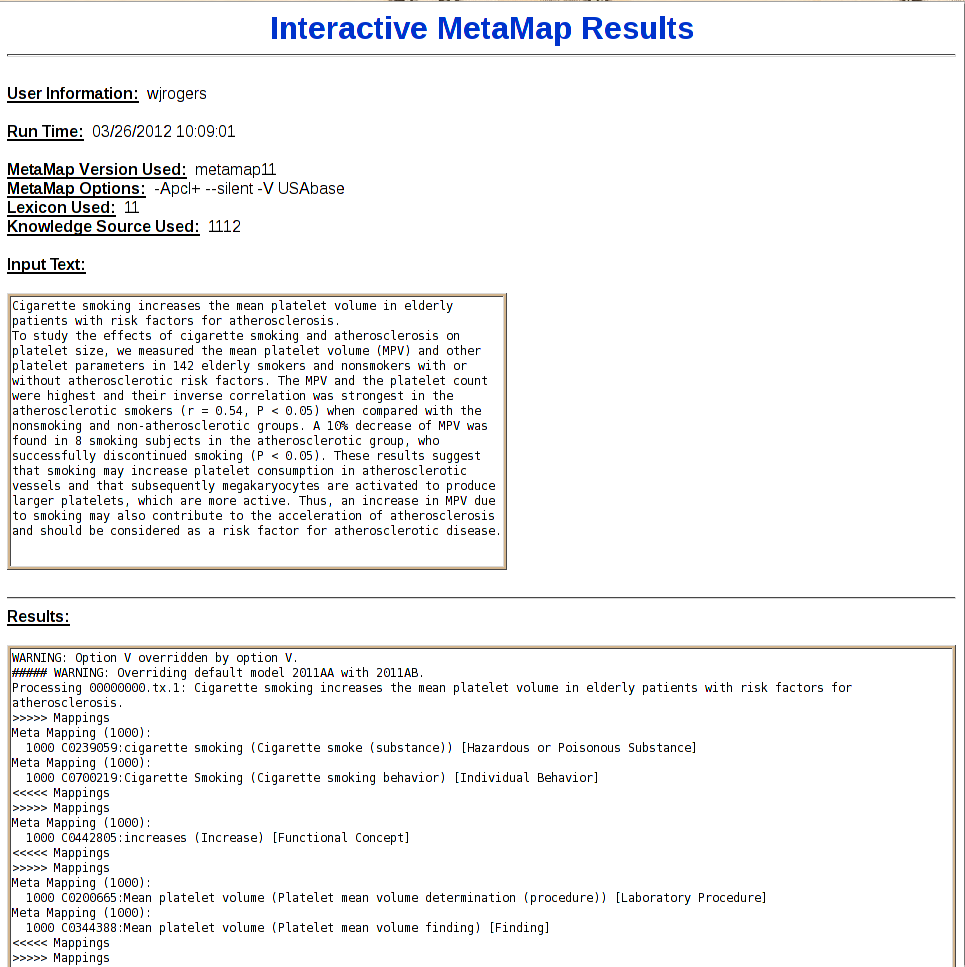 Interactive MetaMap Results
User Information: wjrogers
Run Time: 03/26/2012 10:09:01
MetaMap Version Used: metamap11
MetaMap Options: -Apcl+ --silent -V USAbase
Lexicon Used: 11
Knowledge Source Used: 1112
Input Text:
Cigarette smoking increases the mean platelet volume in elderly
patients with risk factors for atherosclerosis.
To study the effects of cigarette smoking and atherosclerosis on
platelet size, we measured the mean platelet volume (MPV) and other
platelet parameters in 142 elderly smokers and nonsmokers with or
without atherosclerotic risk factors. The MPV and the platelet count
were highest and their inverse correlation was strongest in the
atherosclerotic smokers (r = 0.54, P < 0.05) when compared with the
nonsmoking and non-atherosclerotic groups. A 10% decrease of MPV was
found in 8 smoking subjects in the atherosclerotic group, who
successfully discontinued smoking (P < 0.05). These results suggest
that smoking may increase platelet consumption in atherosclerotic
vessels and that subsequently megakaryocytes are activated to produce
larger platelets, which are more active. Thus, an increase in MPV due
to smoking may also contribute to the acceleration of atherosclerosis
and should be considered as a risk factor for atherosclerotic disease.
Results:
WARNING: Option V overridden by option V.
##### WARNING: Overriding default model 2011AA with 2011AB.
Processing 00000000.tx.1: Cigarette smoking increases the mean platelet volume in elderly patients with risk factors for
atherosclerosis.
>>>>> Mappings
Meta Mapping (1000):
1000 C0239059:cigarette smoking (Cigarette smoke (substance)) [Hazardous or Poisonous Substance]
Meta Mapping (1000):
1000 C0700219:Cigarette Smoking (Cigarette smoking behavior) [Individual Behavior]
<<<<< Mappings
>>>>> Mappings
Meta Mapping (1000):
1000 C0442805:increases (Increase) [Functional Concept]
<<<<< Mappings
>>>>> Mappings
Meta Mapping (1000):
1000 C0200665:Mean platelet volume (Platelet mean volume determination (procedure)) [Laboratory Procedure]
Meta Mapping (1000):
1000 C0344388:Mean platelet volume (Platelet mean volume finding) [Finding]
<<<<< Mappings
>>>>> Mappings